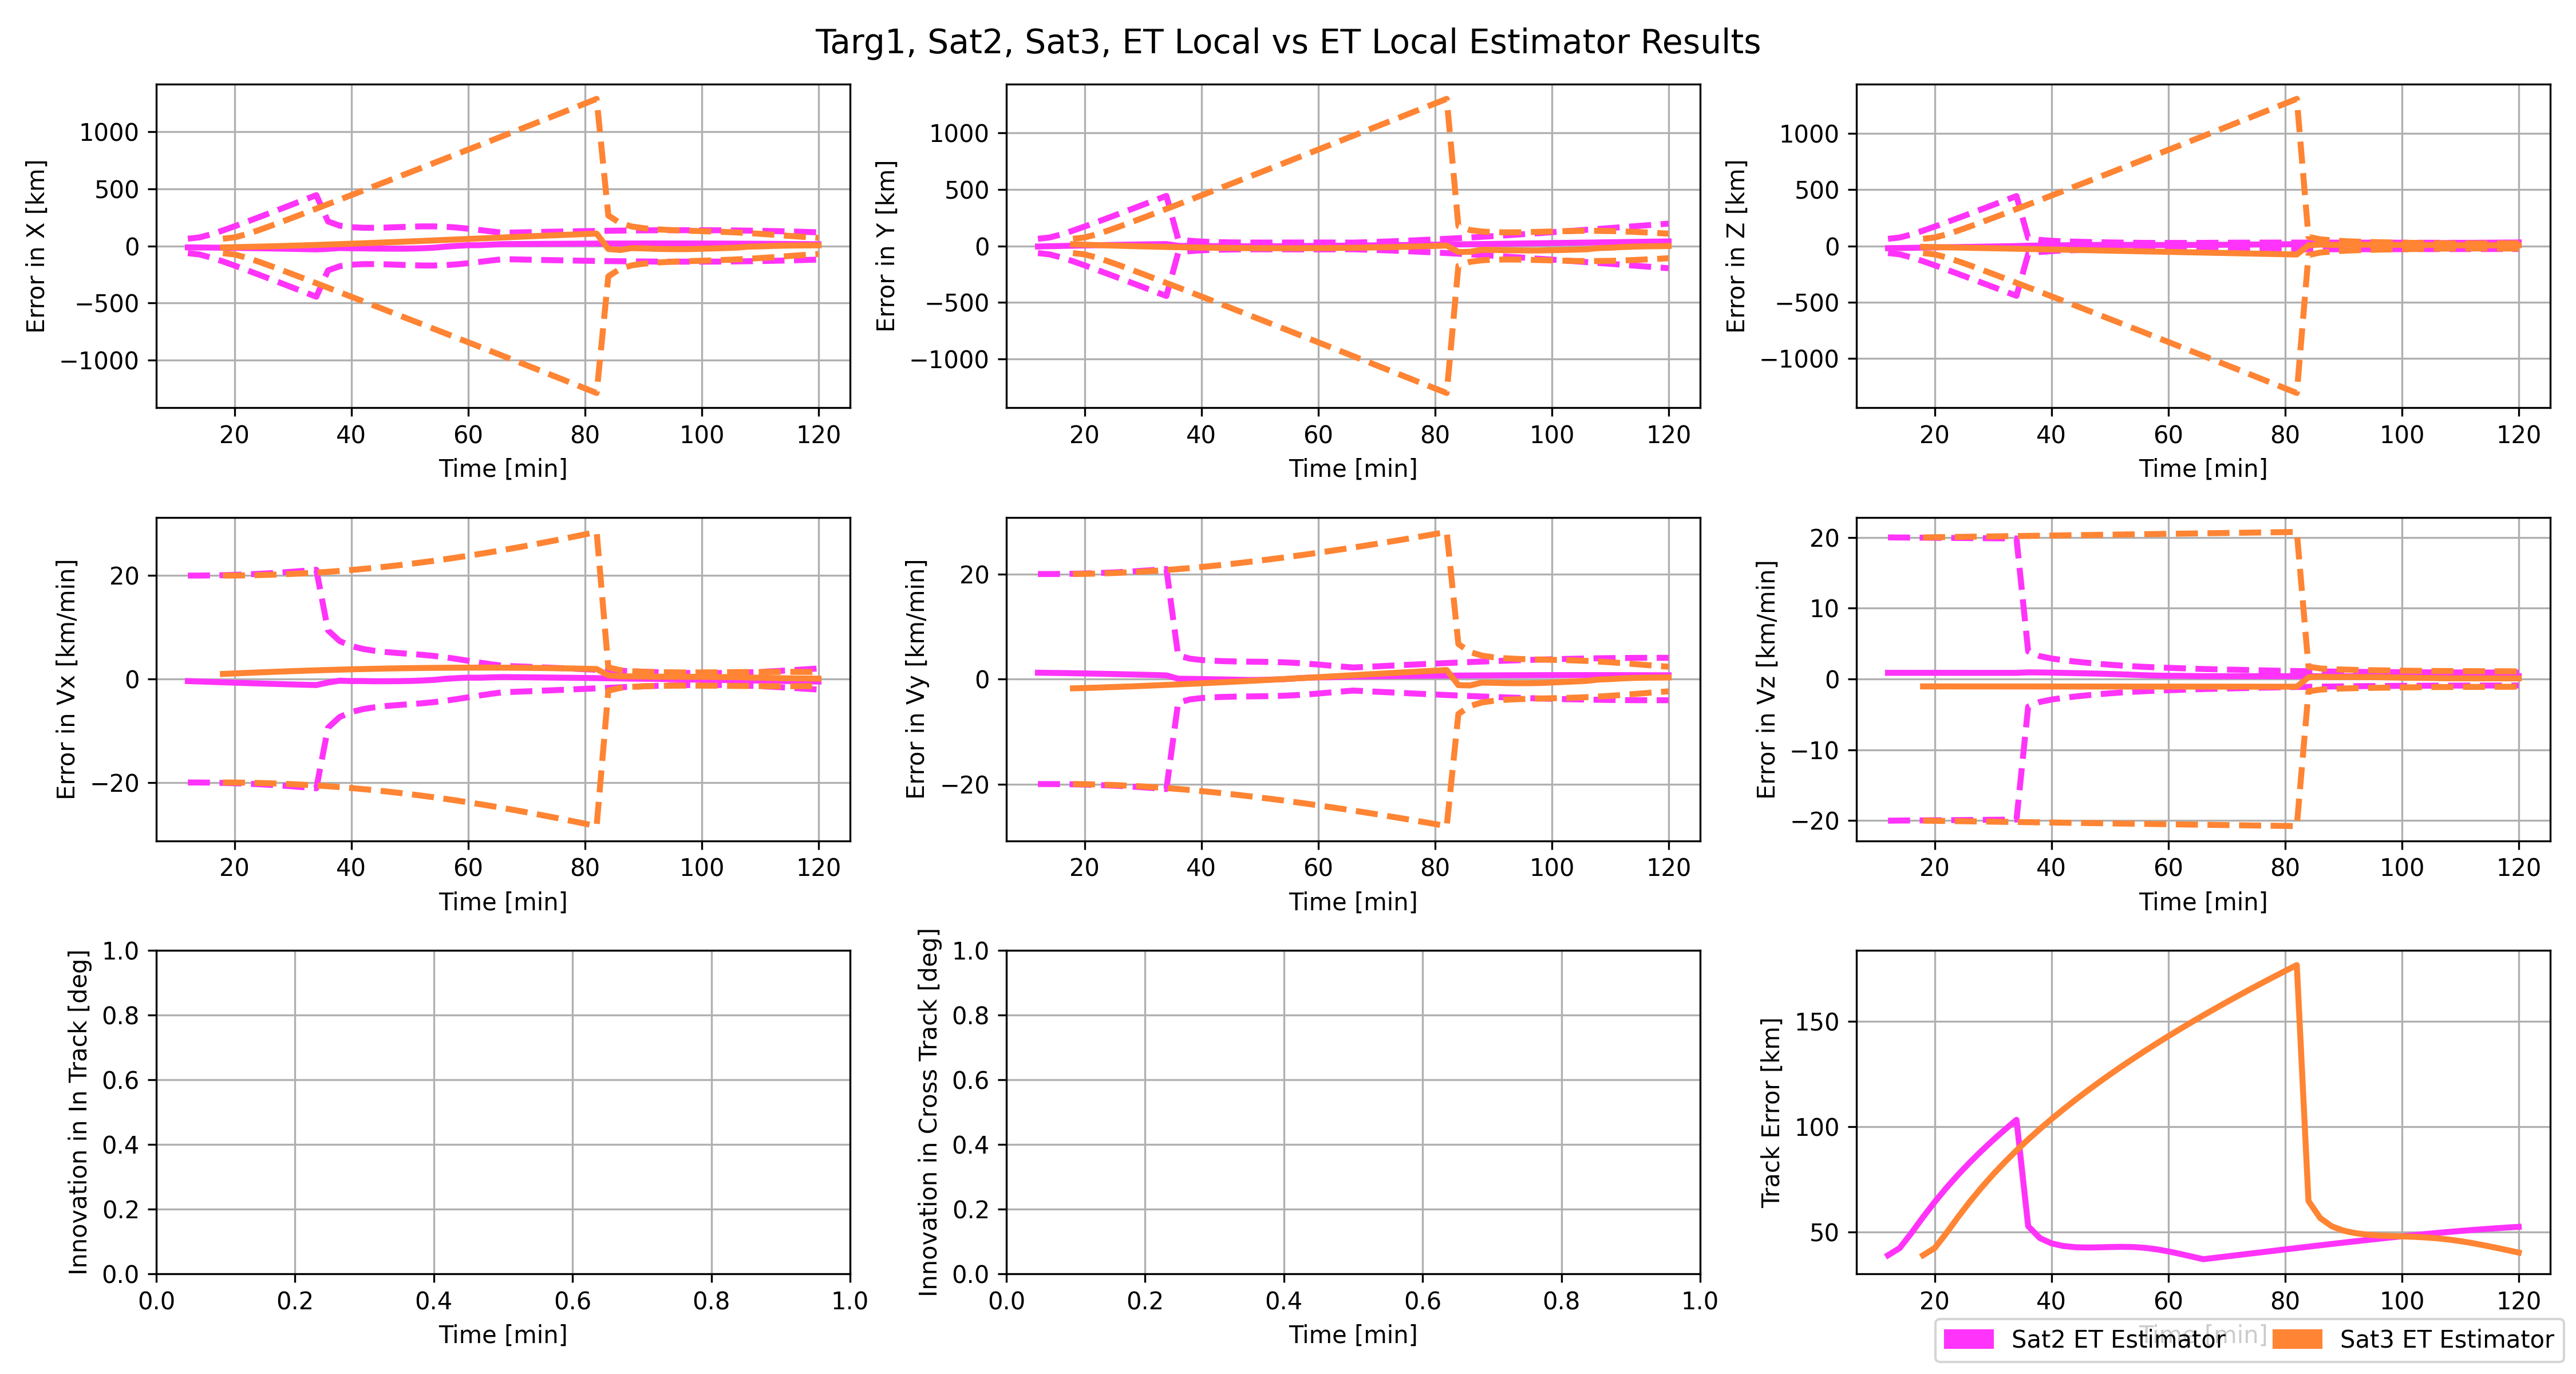 Targ1, Sat2, Sat3, ET Local vs ET Local Estimator Results
Error in X [km]
1000
500
0
−500
−1000
20 40 60 80 100 120
Time [min]
Error in Y [km]
1000
500
0
−500
−1000
20 40 60 80 100 120
Time [min]
Error in Z [km]
1000
500
0
−500
−1000
20 40 60 80 100 120
Time [min]
Error in Vx [km/min]
20
0
−20
20 40 60 80 100 120
Time [min]
Error in Vy [km/min]
20
0
−20
20 40 60 80 100 120
Time [min]
Error in Vz [km/min]
20
10
0
−10
−20
20 40 60 80 100 120
Time [min]
Innovation in In Track [deg]
1.0
0.8
0.6
0.4
0.2
0.0
0.0 0.2 0.4 0.6 0.8 1.0
Time [min]
Innovation in Cross Track [deg]
1.0
0.8
0.6
0.4
0.2
0.0
0.0 0.2 0.4 0.6 0.8 1.0
Time [min]
Track Error [km]
150
100
50
20 40 60 80 100 120
Time [min]
Sat2 ET Estimator Sat3 ET Estimator